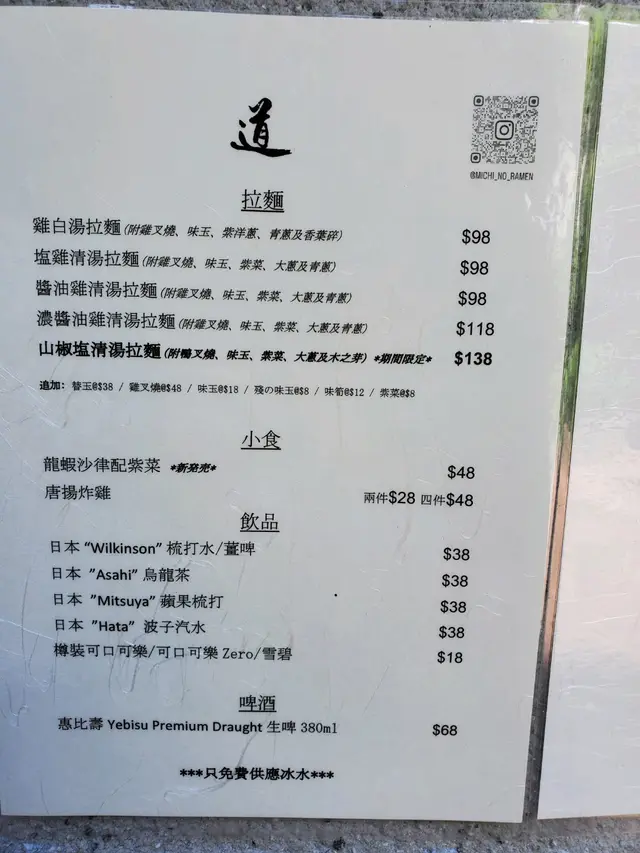 道
@MICHI_NO_RAMEN
拉麵
雞白湯拉麵(附雞叉燒、味玉、紫洋蔥、青蔥及香葉碎) $98
塩雞清湯拉麵(附雞叉燒、味玉、紫菜、大蔥及青蔥) $98
醬油雞清湯拉麵(附雞叉燒、味玉、紫菜、大蔥及青蔥) $98
濃醬油雞清湯拉麵(附雞叉燒、味玉、紫菜、大蔥及青蔥) $118
山椒塩清湯拉麵(附鴨叉燒、味玉、紫菜、大蔥及木之芽) *期間限定* $138
追加: 替玉@$38 / 雞叉燒@$48 / 味玉@$18 / 殘の味玉@$8 / 味筍@$12 / 紫菜@$8
小食
龍蝦沙律配紫菜 *新発売* $48
唐揚炸雞 兩件$28 四件$48
飲品
日本 “Wilkinson” 梳打水/薑啤 $38
日本 ”Asahi” 烏龍茶 $38
日本 ”Mitsuya” 蘋果梳打 $38
日本 ”Hata” 波子汽水 $38
樽裝可口可樂/可口可樂 Zero/雪碧 $18
啤酒
惠比壽 Yebisu Premium Draught 生啤 380ml $68
***只免費供應冰水***